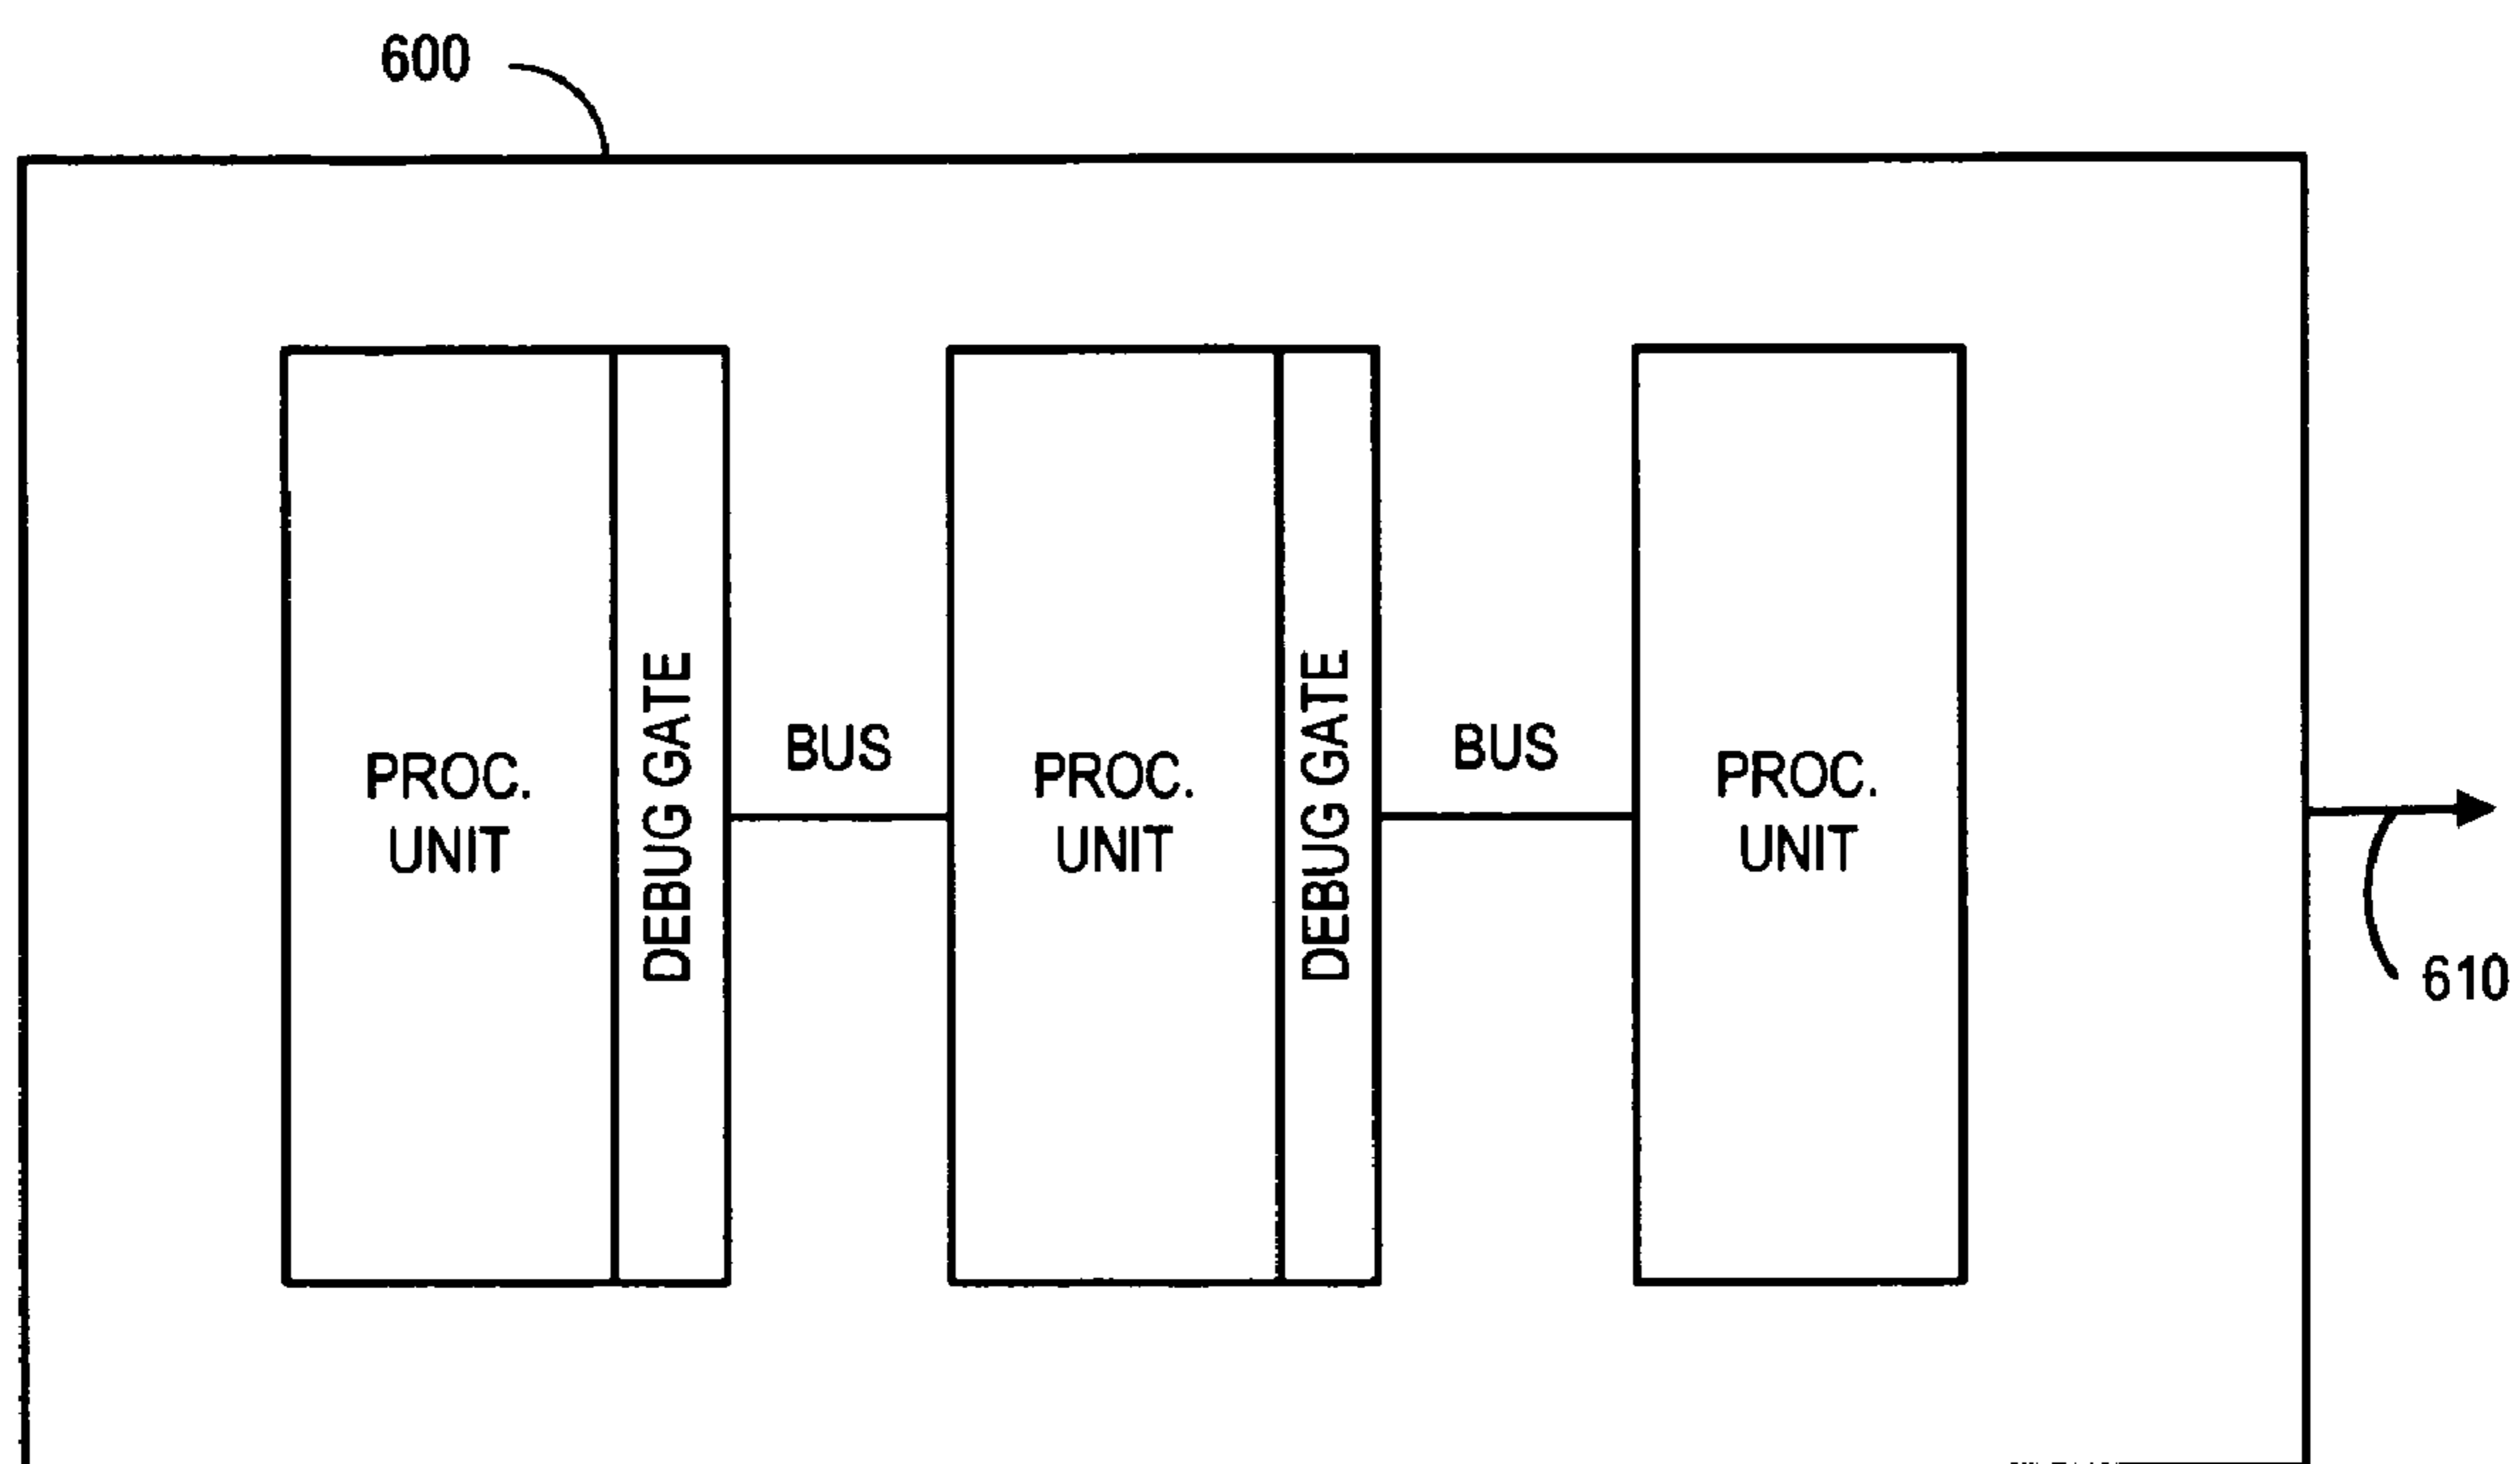 600
PROC.
UNIT
DEBUG GATE
BUS
PROC.
UNIT
DEBUG GATE
BUS
PROC.
UNIT
610